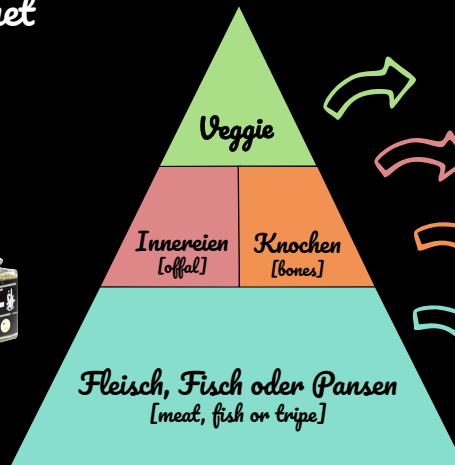 Veggie
Innereien
[offal]
Knochen
[bones]
Fleisch, Fisch oder Pansen
[meat, fish or tripe]